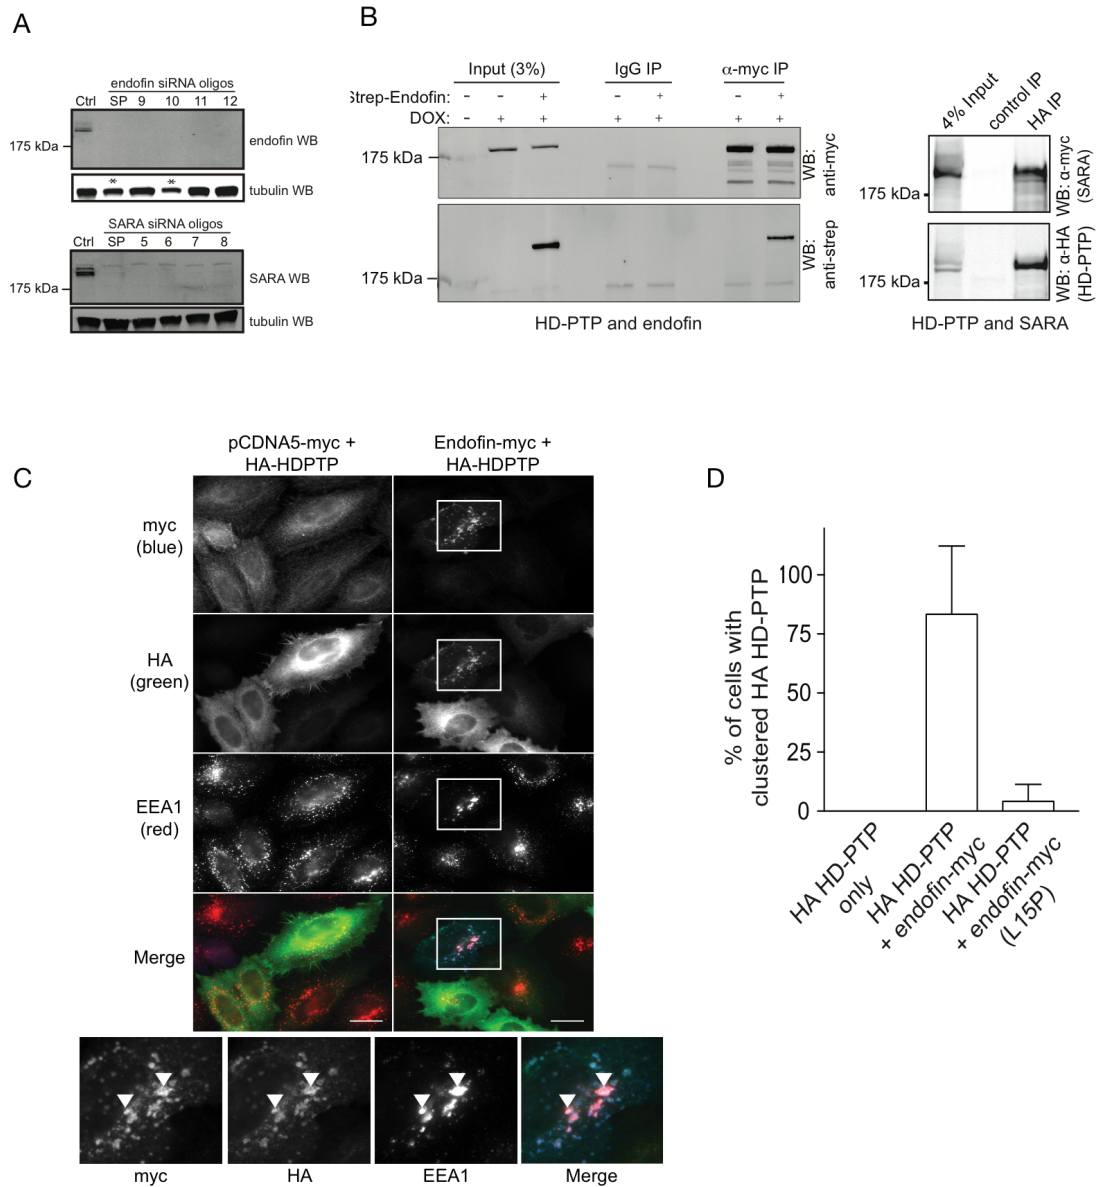 A
endofin siRNA oligos
Ctrl SP 9 10 11 12
175 kDa
endofin WB
* *
tubulin WB
SARA siRNA oligos
Ctrl SP 5 6 7 8
175 kDa
SARA WB
tubulin WB
B
Input (3%) IgG IP α-myc IP
Strep-Endofin: - - + - + - +
DOX: - + + + + + +
175 kDa
WB:
anti-myc
175 kDa
WB:
anti-strep
HD-PTP and endofin
4% Input
control IP
HA IP
175 kDa
WB: α-myc
(SARA)
175 kDa
WB: α-HA
(HD-PTP)
HD-PTP and SARA
C
pCDNA5-myc +
HA-HDPTP
Endofin-myc +
HA-HDPTP
myc
(blue)
HA
(green)
EEA1
(red)
Merge
myc HA EEA1 Merge
D
% of cells with
clustered HA HD-PTP
100
75
50
25
0
HA HD-PTP
only
HA HD-PTP
+ endofin-myc
HA HD-PTP
+ endofin-myc
(L15P)